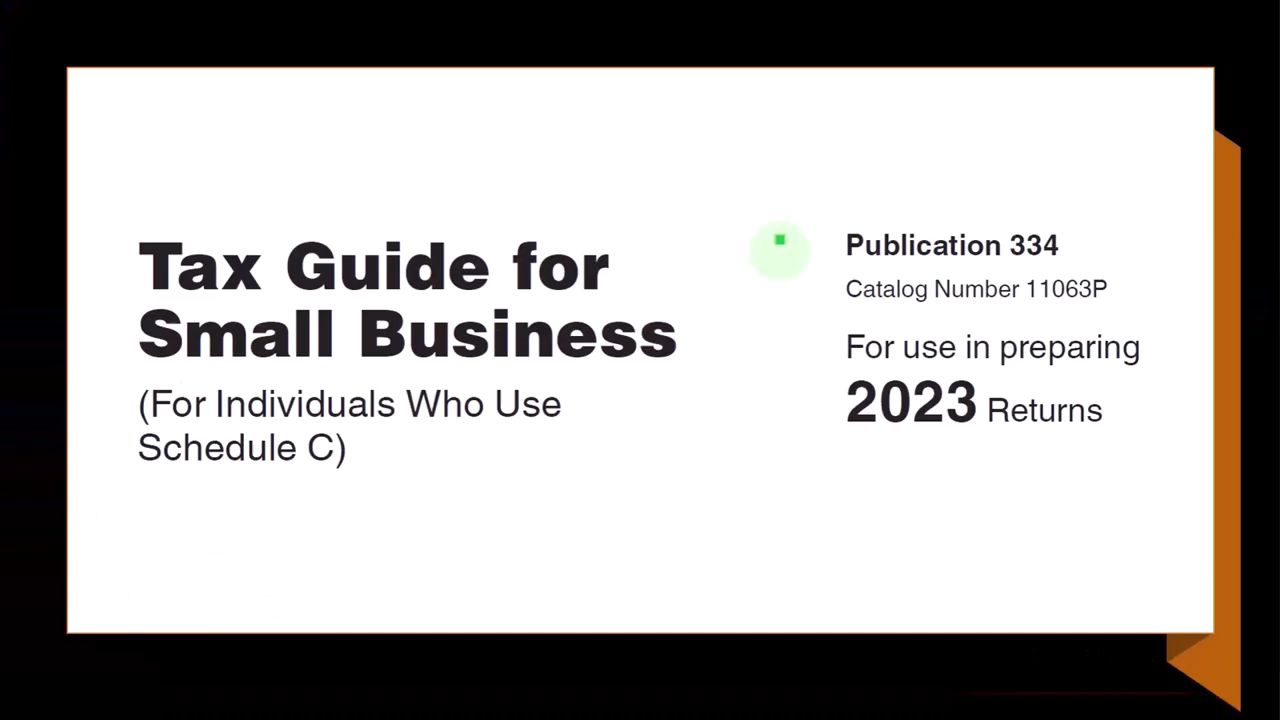 Tax Guide for
Small Business
(For Individuals Who Use
Schedule C)
Publication 334
Catalog Number 11063P
For use in preparing
2023 Returns